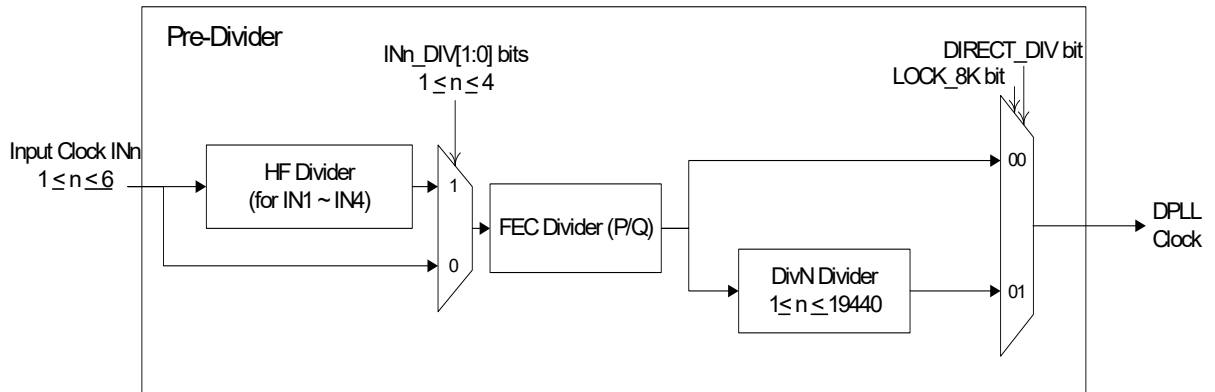 Pre-Divider
INn_DIV[1:0] bits
1 ≤ n ≤ 4
DIRECT_DIV bit
LOCK_8K bit
Input Clock INn
1 ≤ n ≤ 6
HF Divider
(for IN1 ~ IN4)
1
0
FEC Divider (P/Q)
DivN Divider
1≤ n ≤ 19440
00
01
DPLL
Clock